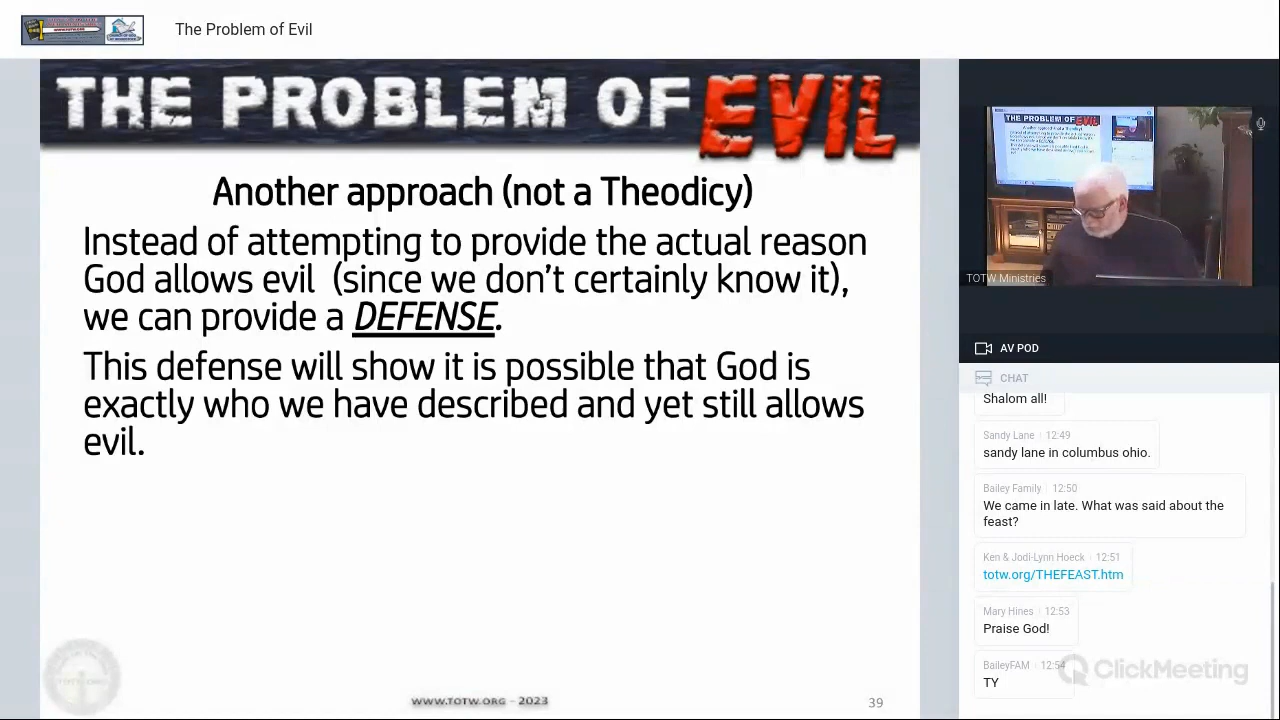 The Problem of Evil
THE PROBLEM OF EVIL
Another approach (not a Theodicy)
Instead of attempting to provide the actual reason
God allows evil  (since we don’t certainly know it),
we can provide a DEFENSE.
This defense will show it is possible that God is
exactly who we have described and yet still allows
evil.
WWW.TOTW.ORG - 2023
39
TOTW Ministries
AV POD
CHAT
Shalom all!
Sandy Lane 12:49
sandy lane in columbus ohio.
Bailey Family 12:50
We came in late. What was said about the
feast?
Ken & Jodi-Lynn Hoeck 12:51
totw.org/THEFEAST.htm
Mary Hines 12:53
Praise God!
BaileyFAM 12:54
TY
ClickMeeting